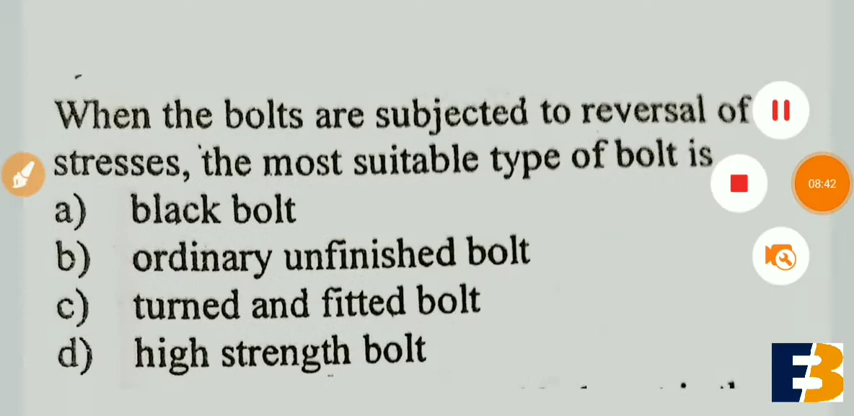 When the bolts are subjected to reversal of
stresses, the most suitable type of bolt is
a) black bolt
b) ordinary unfinished bolt
c) turned and fitted bolt
d) high strength bolt
08:42